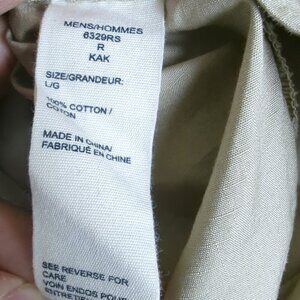 MENS/HOMMES
6329RS
R
KAK
SIZE/GRANDEUR:
L/G
100% COTTON/
COTON
MADE IN CHINA/
FABRIQUÉ EN CHINE
SEE REVERSE FOR
CARE
VOIN ENDOS POUR